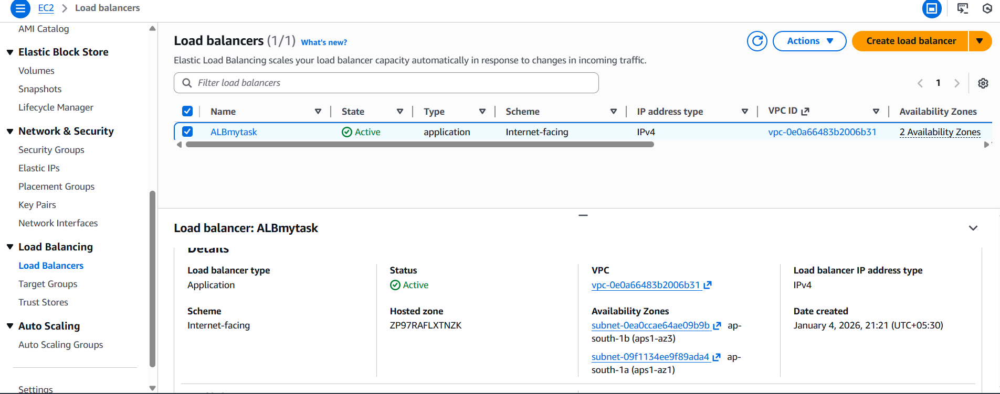 EC2 > Load balancers
AMI Catalog
Elastic Block Store
Volumes
Snapshots
Lifecycle Manager
Network & Security
Security Groups
Elastic IPs
Placement Groups
Key Pairs
Network Interfaces
Load Balancing
Load Balancers
Target Groups
Trust Stores
Auto Scaling
Auto Scaling Groups
Settings
Load balancers (1/1) What's new?
Actions
Create load balancer
Elastic Load Balancing scales your load balancer capacity automatically in response to changes in incoming traffic.
Filter load balancers
1
Name State Type Scheme IP address type VPC ID Availability Zones
ALBmytask Active application Internet-facing IPv4 vpc-0e0a66483b2006b31 2 Availability Zones
Load balancer: ALBmytask
Details
Load balancer type
Application
Scheme
Internet-facing
Status
Active
Hosted zone
ZP97RAFLXTNZK
VPC
vpc-0e0a66483b2006b31
Availability Zones
subnet-0ea0ccae64ae09b9b ap-
south-1b (aps1-az3)
subnet-09f1134ee9f89ada4 ap-
south-1a (aps1-az1)
Load balancer IP address type
IPv4
Date created
January 4, 2026, 21:21 (UTC+05:30)